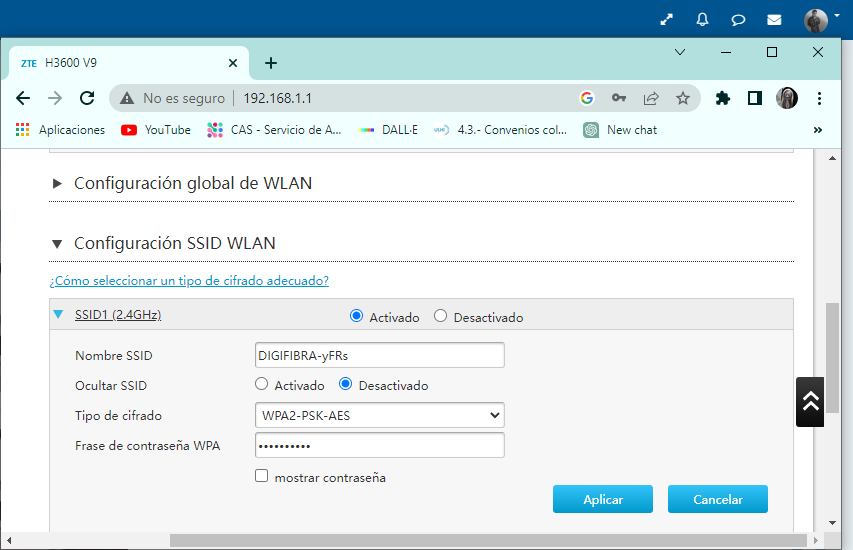 ZTE H3600 V9
No es seguro 192.168.1.1
Aplicaciones YouTube CAS - Servicio de A... DALL·E 4.3.- Convenios col... New chat »
Configuración global de WLAN
Configuración SSID WLAN
¿Cómo seleccionar un tipo de cifrado adecuado?
SSID1 (2.4GHz) Activado Desactivado
Nombre SSID DIGIFIBRA-yFRs
Ocultar SSID Activado Desactivado
Tipo de cifrado WPA2-PSK-AES
Frase de contraseña WPA ••••••••••
mostrar contraseña
Aplicar Cancelar